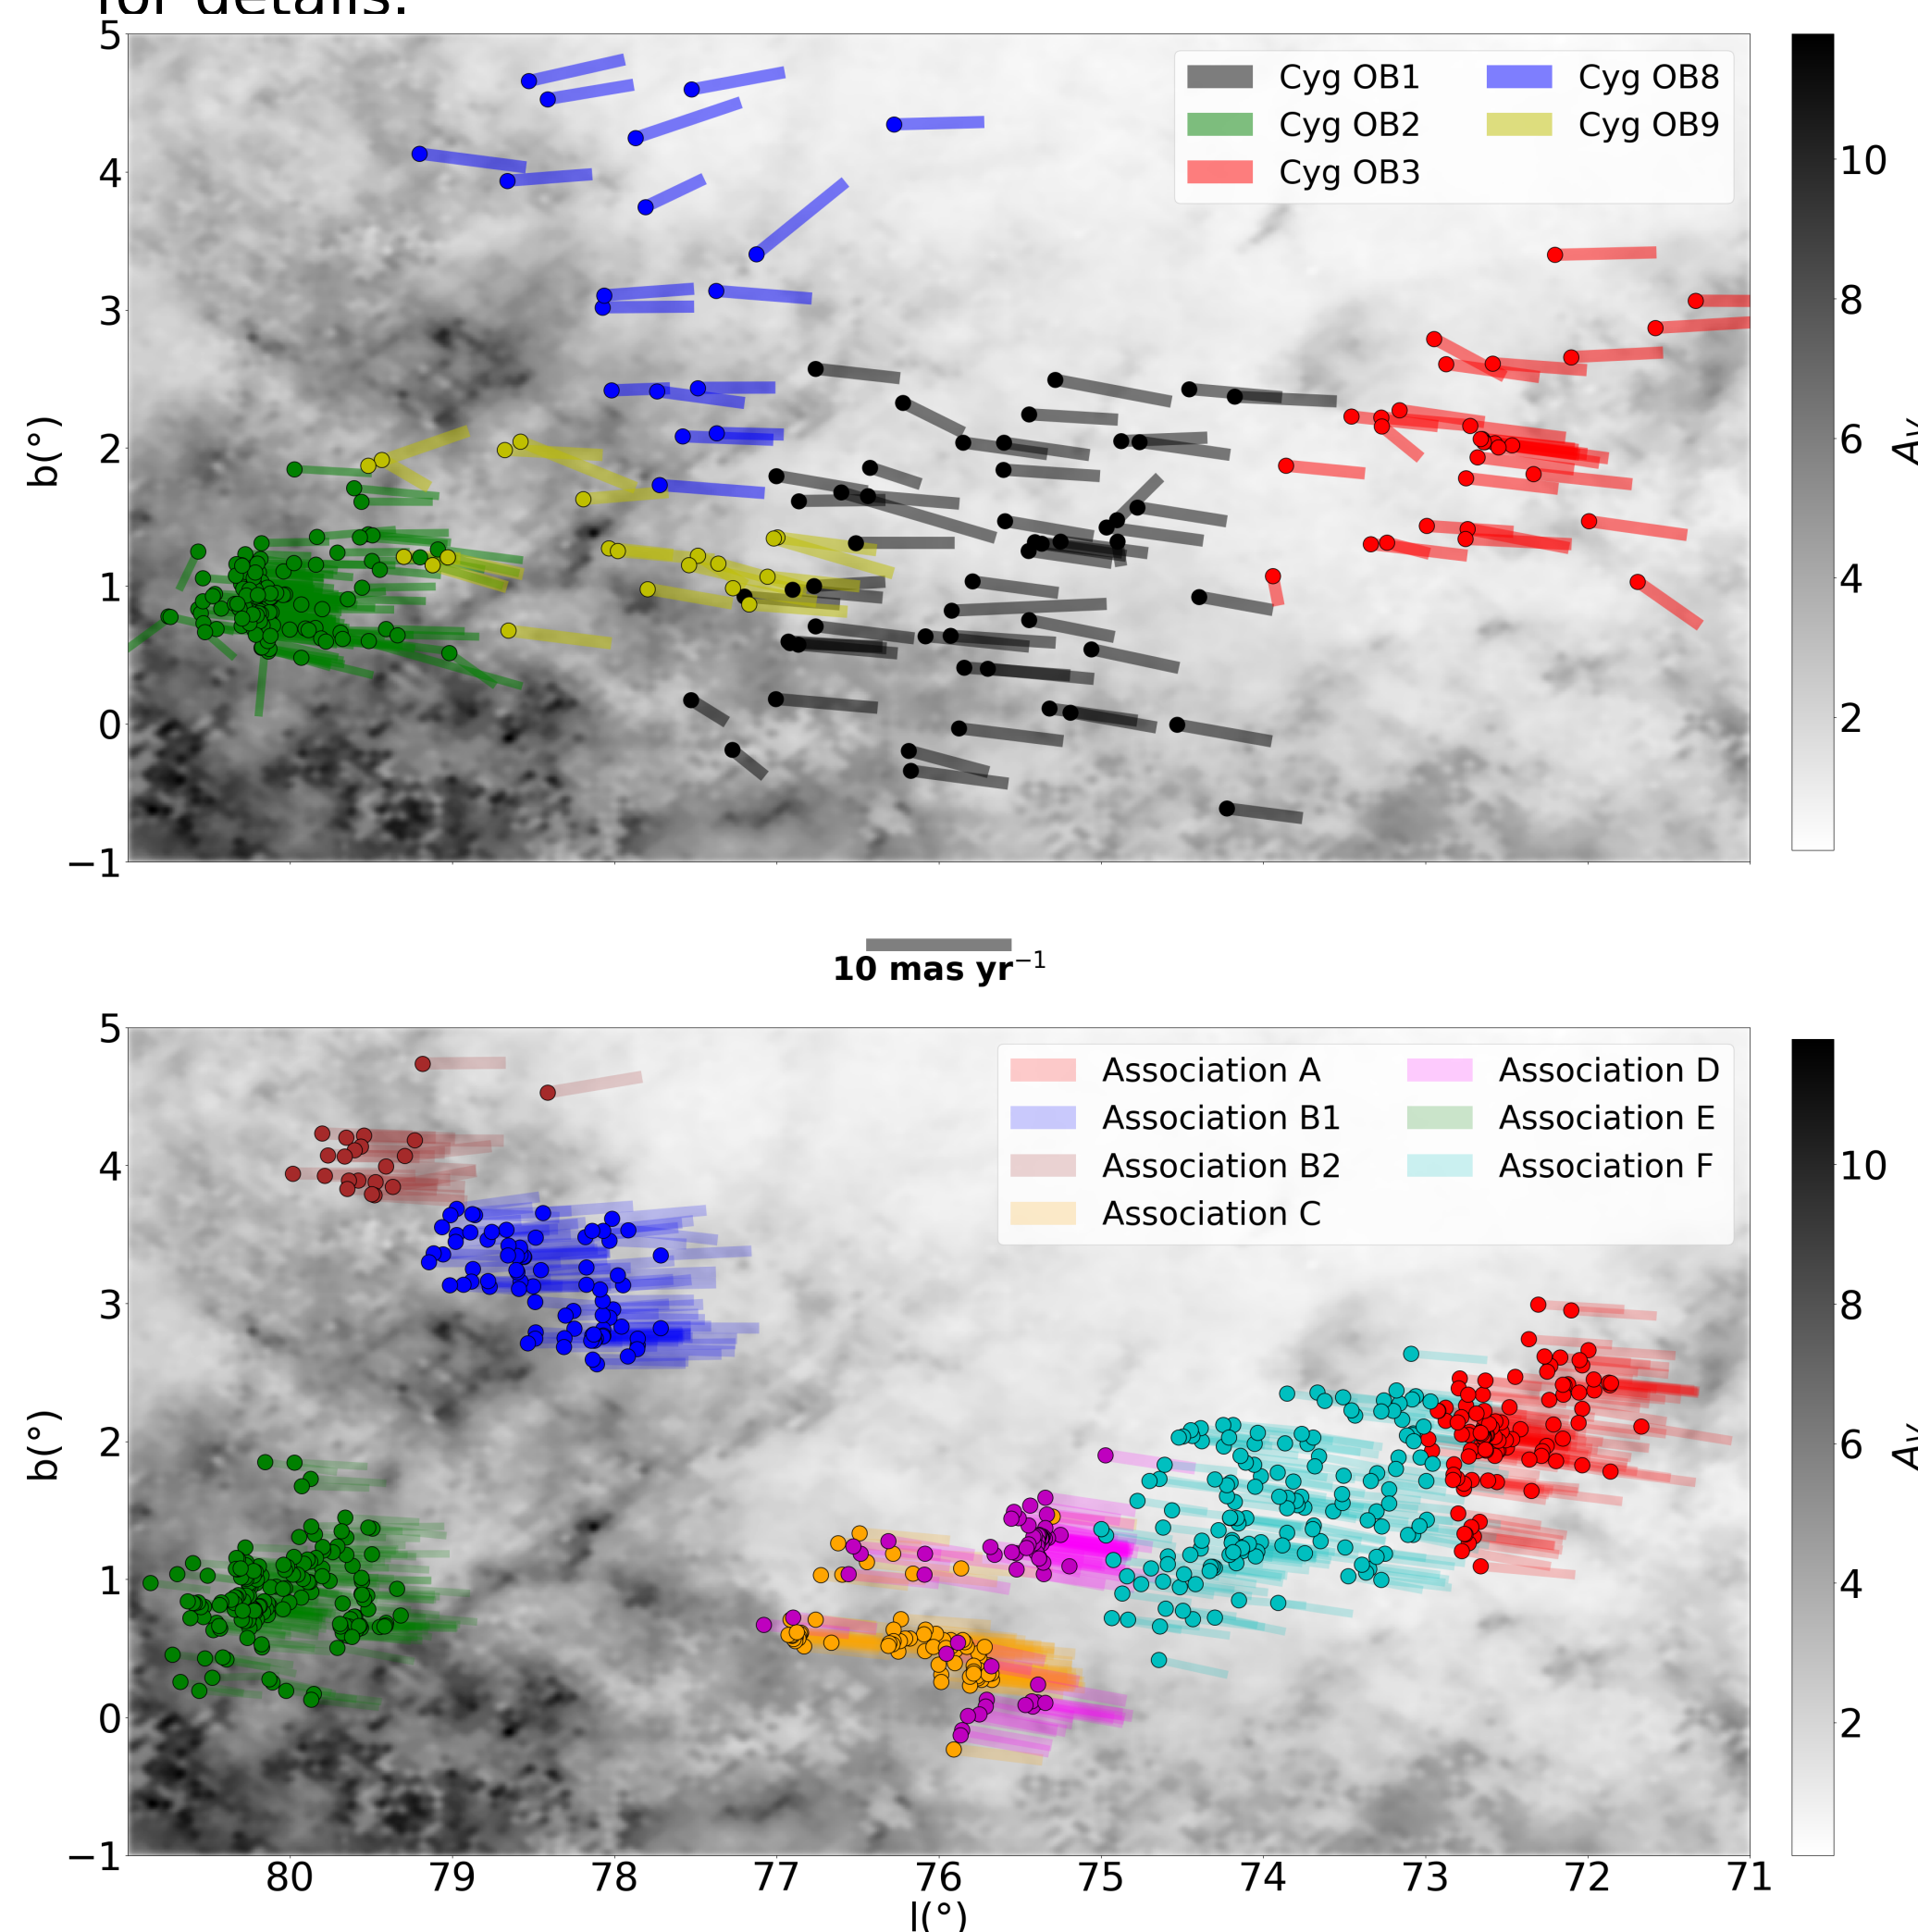 for details.
5
4
3
2
1
0
−1
b(°)
Cyg OB1
Cyg OB2
Cyg OB3
Cyg OB8
Cyg OB9
10
8
6
4
2
10 mas yr⁻¹
5
4
3
2
1
0
−1
b(°)
Association A
Association B1
Association B2
Association C
Association D
Association E
Association F
10
8
6
4
2
80 79 78 77 76 75 74 73 72 71
l(°)